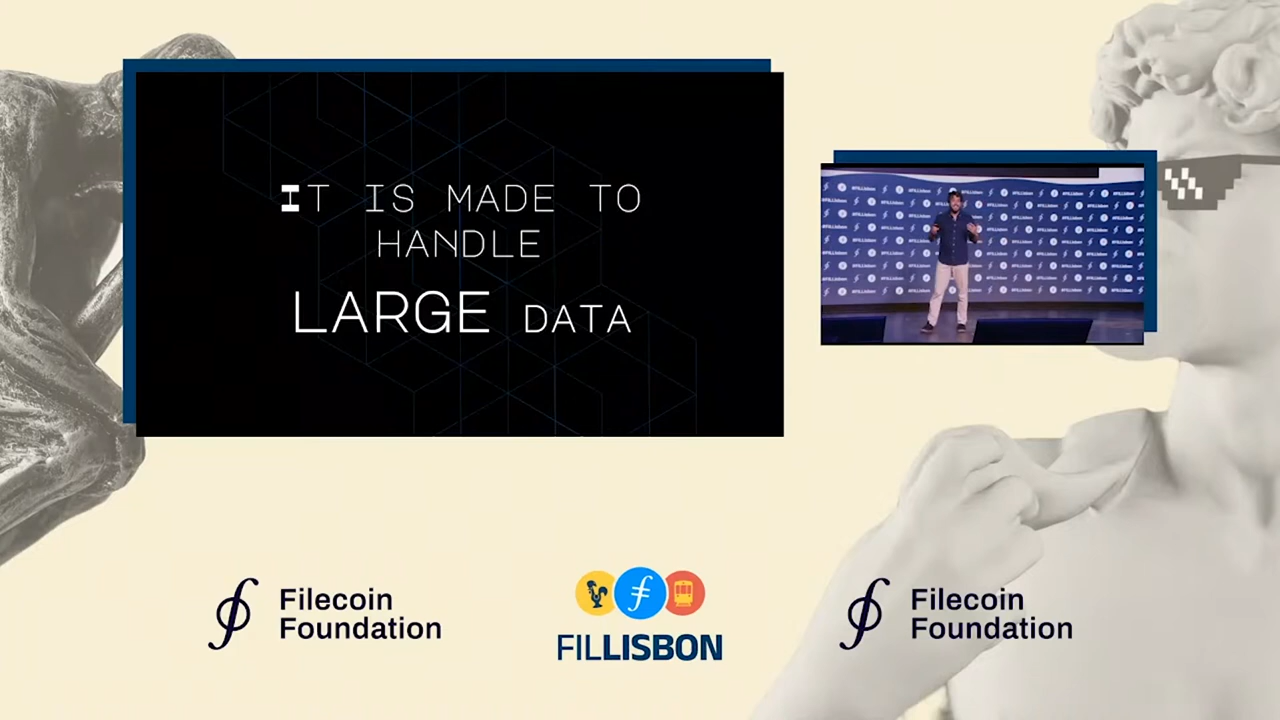 IT IS MADE TO
HANDLE
LARGE DATA
Filecoin
Foundation
FILLISBON
Filecoin
Foundation